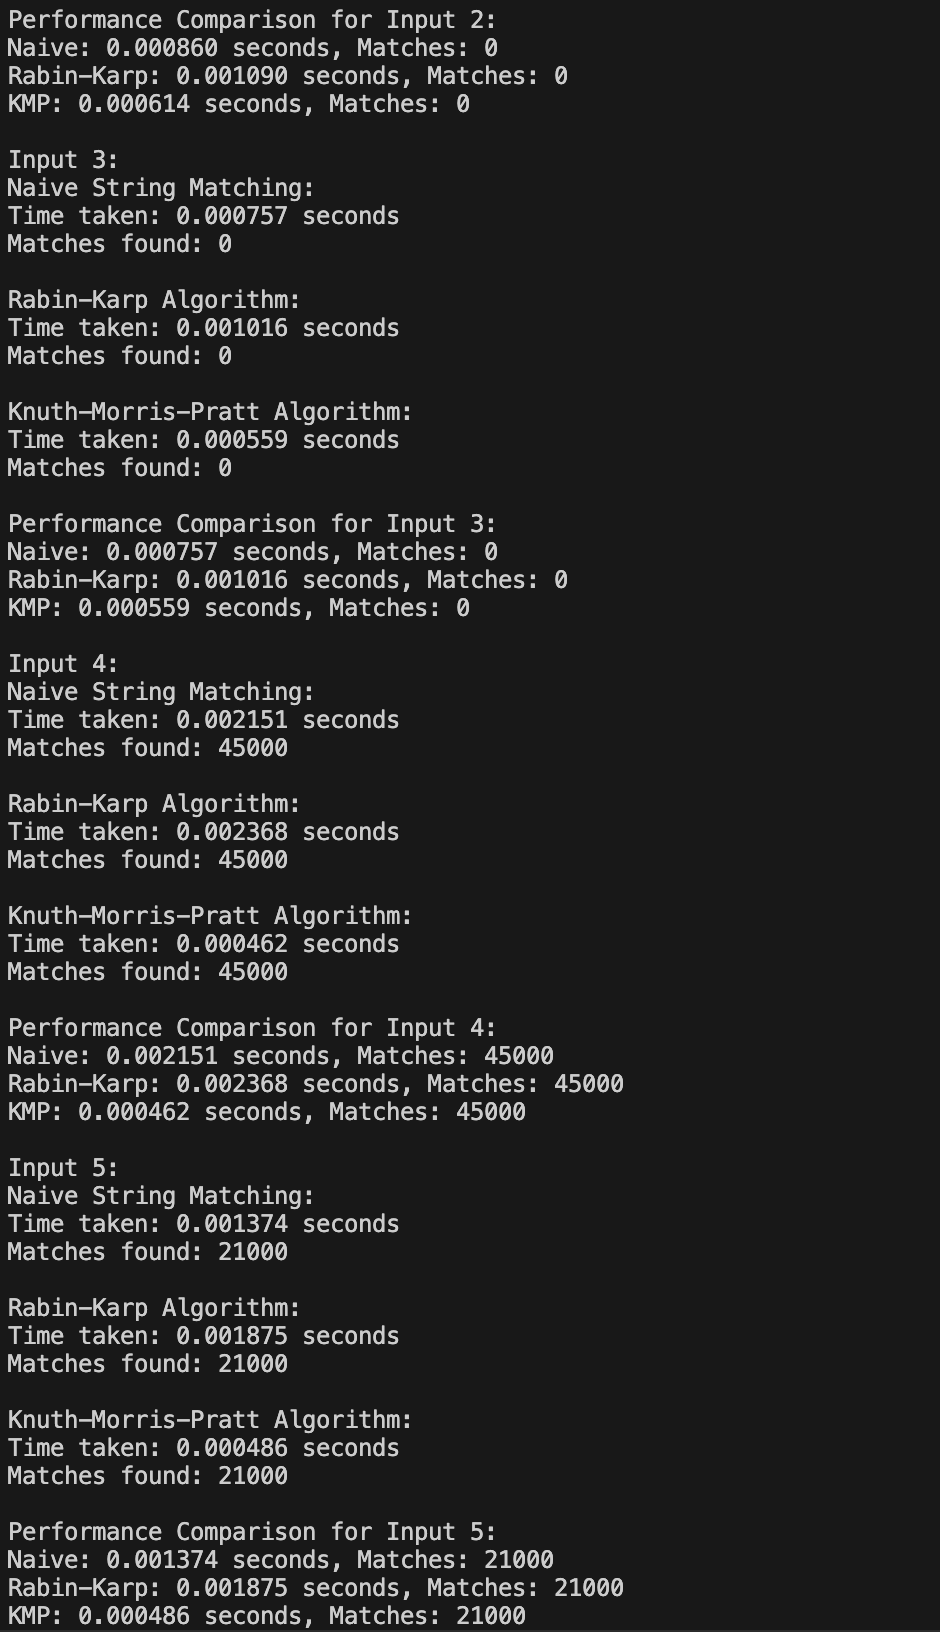 Performance Comparison for Input 2:
Naive: 0.000860 seconds, Matches: 0
Rabin-Karp: 0.001090 seconds, Matches: 0
KMP: 0.000614 seconds, Matches: 0

Input 3:
Naive String Matching:
Time taken: 0.000757 seconds
Matches found: 0

Rabin-Karp Algorithm:
Time taken: 0.001016 seconds
Matches found: 0

Knuth-Morris-Pratt Algorithm:
Time taken: 0.000559 seconds
Matches found: 0

Performance Comparison for Input 3:
Naive: 0.000757 seconds, Matches: 0
Rabin-Karp: 0.001016 seconds, Matches: 0
KMP: 0.000559 seconds, Matches: 0

Input 4:
Naive String Matching:
Time taken: 0.002151 seconds
Matches found: 45000

Rabin-Karp Algorithm:
Time taken: 0.002368 seconds
Matches found: 45000

Knuth-Morris-Pratt Algorithm:
Time taken: 0.000462 seconds
Matches found: 45000

Performance Comparison for Input 4:
Naive: 0.002151 seconds, Matches: 45000
Rabin-Karp: 0.002368 seconds, Matches: 45000
KMP: 0.000462 seconds, Matches: 45000

Input 5:
Naive String Matching:
Time taken: 0.001374 seconds
Matches found: 21000

Rabin-Karp Algorithm:
Time taken: 0.001875 seconds
Matches found: 21000

Knuth-Morris-Pratt Algorithm:
Time taken: 0.000486 seconds
Matches found: 21000

Performance Comparison for Input 5:
Naive: 0.001374 seconds, Matches: 21000
Rabin-Karp: 0.001875 seconds, Matches: 21000
KMP: 0.000486 seconds, Matches: 21000